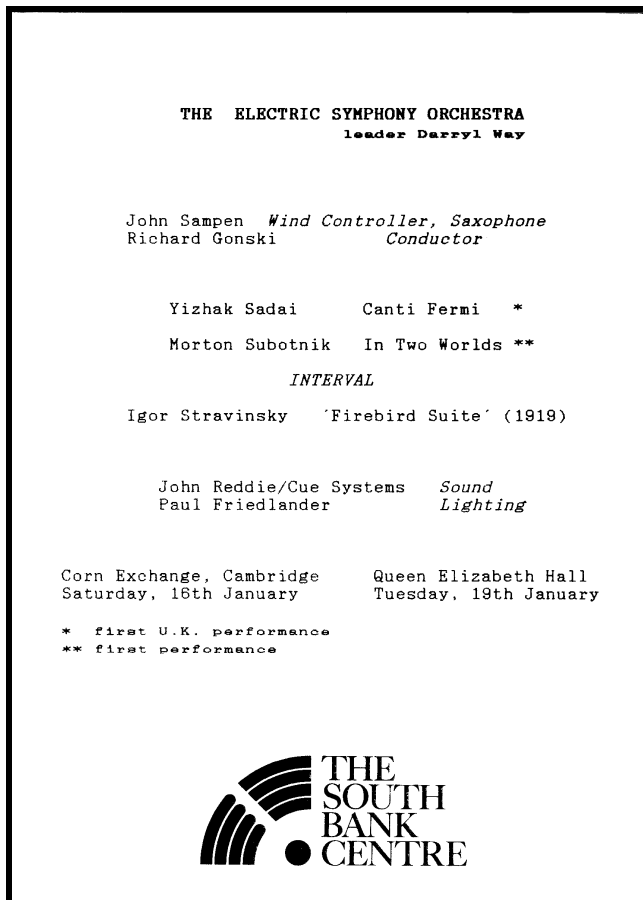 THE ELECTRIC SYMPHONY ORCHESTRA
leader Darryl Way
John Sampen Wind Controller, Saxophone
Richard Gonski Conductor
Yizhak Sadai Canti Fermi *
Morton Subotnik In Two Worlds **
INTERVAL
Igor Stravinsky 'Firebird Suite' (1919)
John Reddie/Cue Systems Sound
Paul Friedlander Lighting
Corn Exchange, Cambridge Queen Elizabeth Hall
Saturday, 16th January Tuesday, 19th January
* first U.K. performance
** first performance
THE
SOUTH
BANK
CENTRE